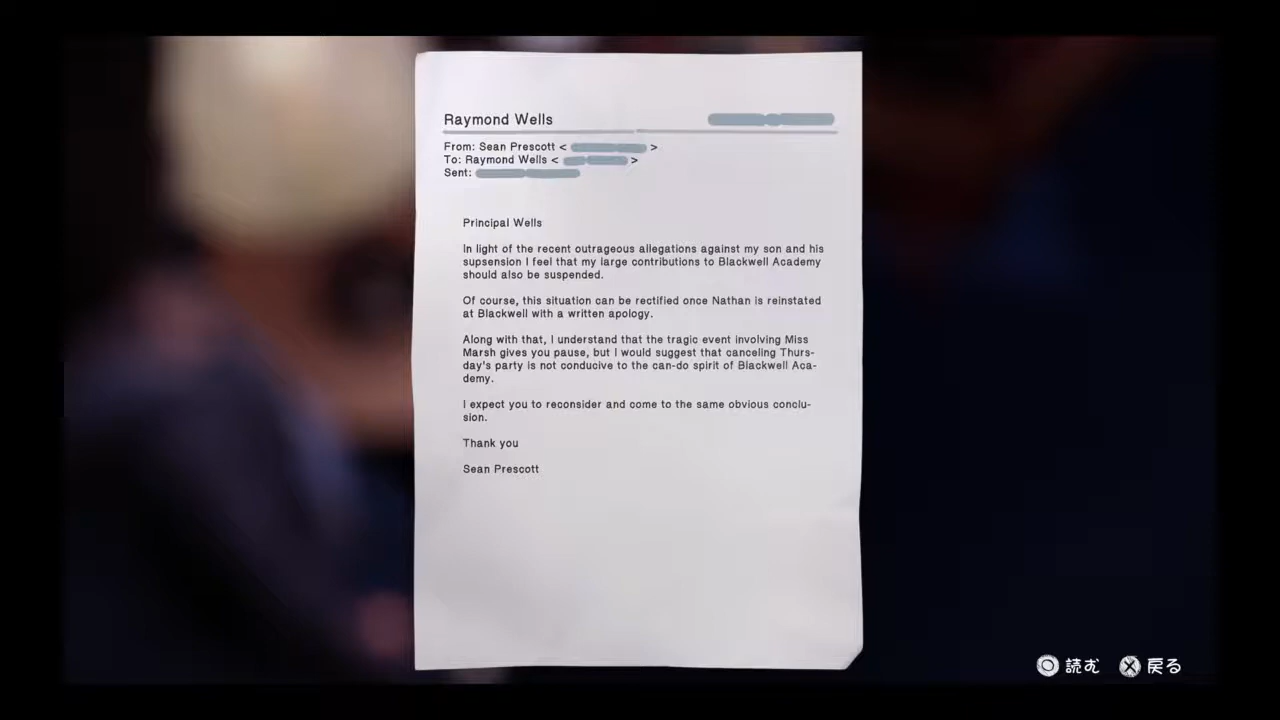 Raymond Wells
From: Sean Prescott < >
To: Raymond Wells < >
Sent:
Principal Wells
In light of the recent outrageous allegations against my son and his
supsension I feel that my large contributions to Blackwell Academy
should also be suspended.
Of course, this situation can be rectified once Nathan is reinstated
at Blackwell with a written apology.
Along with that, I understand that the tragic event involving Miss
Marsh gives you pause, but I would suggest that canceling Thurs-
day's party is not conducive to the can-do spirit of Blackwell Aca-
demy.
I expect you to reconsider and come to the same obvious conclu-
sion.
Thank you
Sean Prescott
読む 戻る